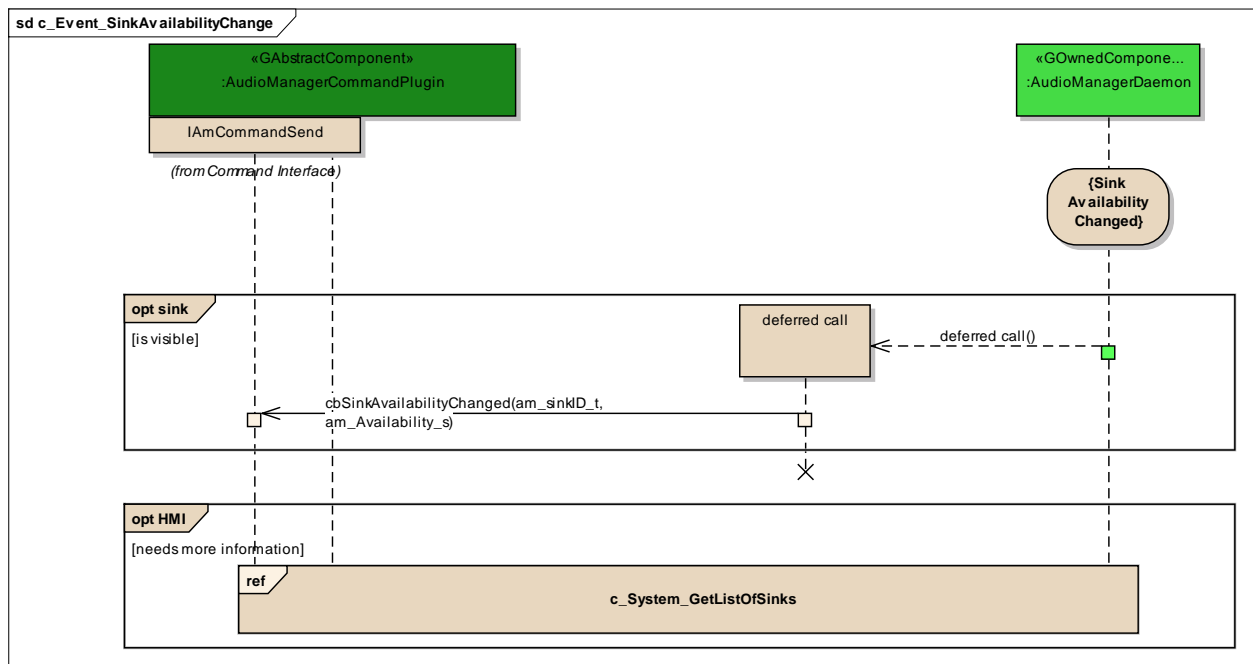 sd c_Event_SinkAvailabilityChange
«GAbstractComponent»
:AudioManagerCommandPlugin
IAmCommandSend
(from Command Interface)
«GOwnedCompone...
:AudioManagerDaemon
{Sink
Availability
Changed}
opt sink
[is visible]
deferred call
deferred call()
cbSinkAvailabilityChanged(am_sinkID_t,
am_Availability_s)
opt HMI
[needs more information]
ref
c_System_GetListOfSinks